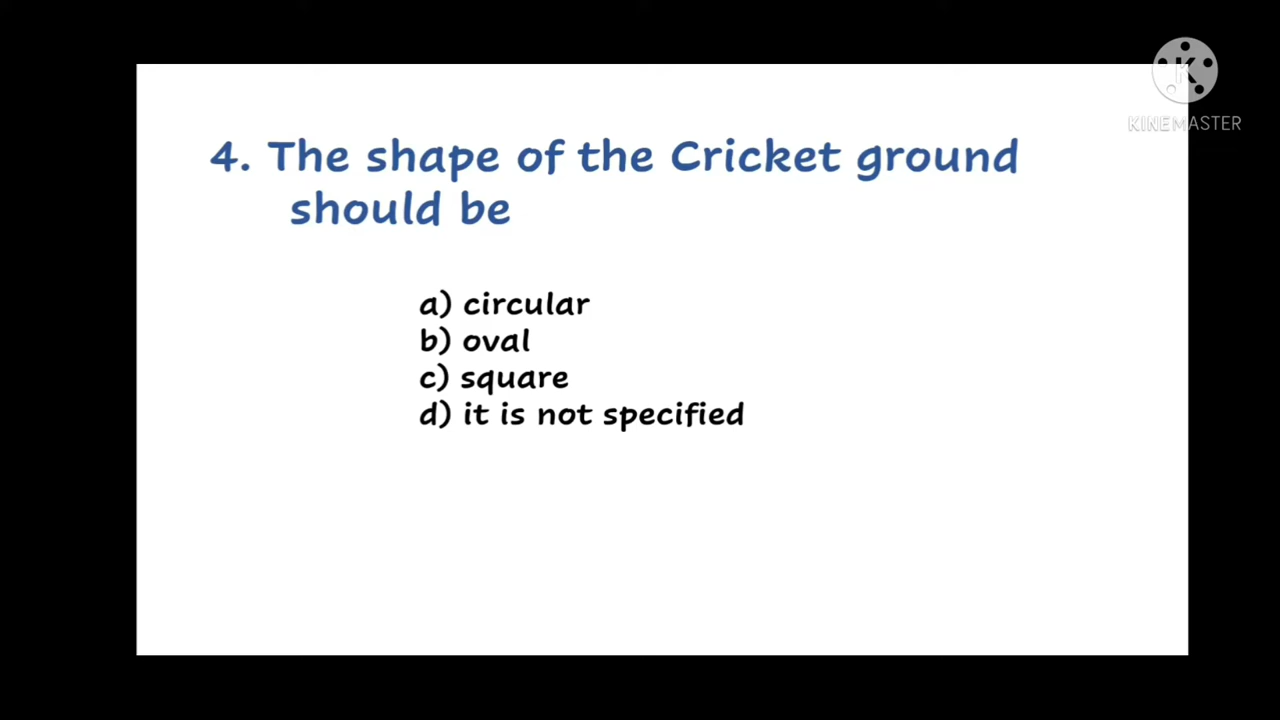 KINEMASTER
4. The shape of the Cricket ground
should be
a) circular
b) oval
c) square
d) it is not specified